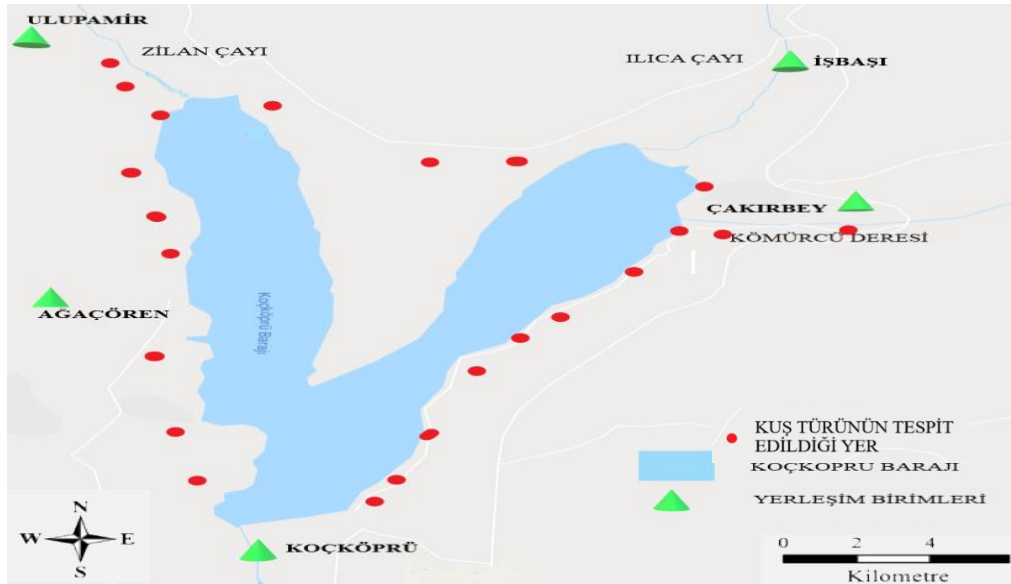 ULUPAMİR
ZİLAN ÇAYI
ILICA ÇAYI
İŞBAŞI
ÇAKIRBEY
KÖMÜRCÜ DERESİ
AĞAÇÖREN
Koçköprü Barajı
KUŞ TÜRÜNÜN TESPİT
EDİLDİĞİ YER
KOÇKOPRU BARAJI
YERLEŞİM BİRİMLERİ
N
W E
S
KOÇKÖPRÜ
0 2 4
Kilometre